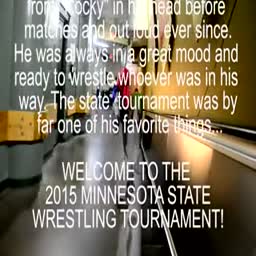 from "Rocky" in his head before
matches and out loud ever since.
He was always in a great mood and
ready to wrestle whoever was in his
way. The state tournament was by
far one of his favorite things...
WELCOME TO THE
2015 MINNESOTA STATE
WRESTLING TOURNAMENT!